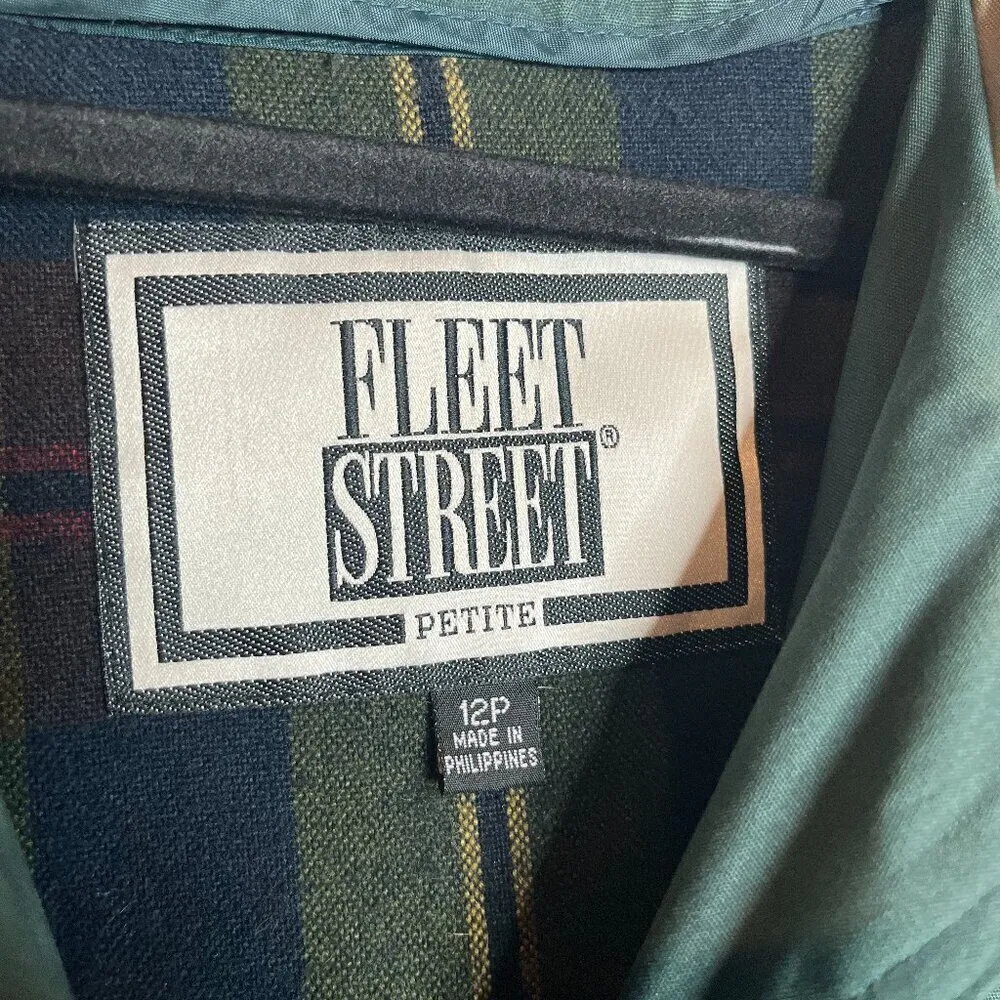 FLEET
STREET®
PETITE
12P
MADE IN
PHILIPPINES